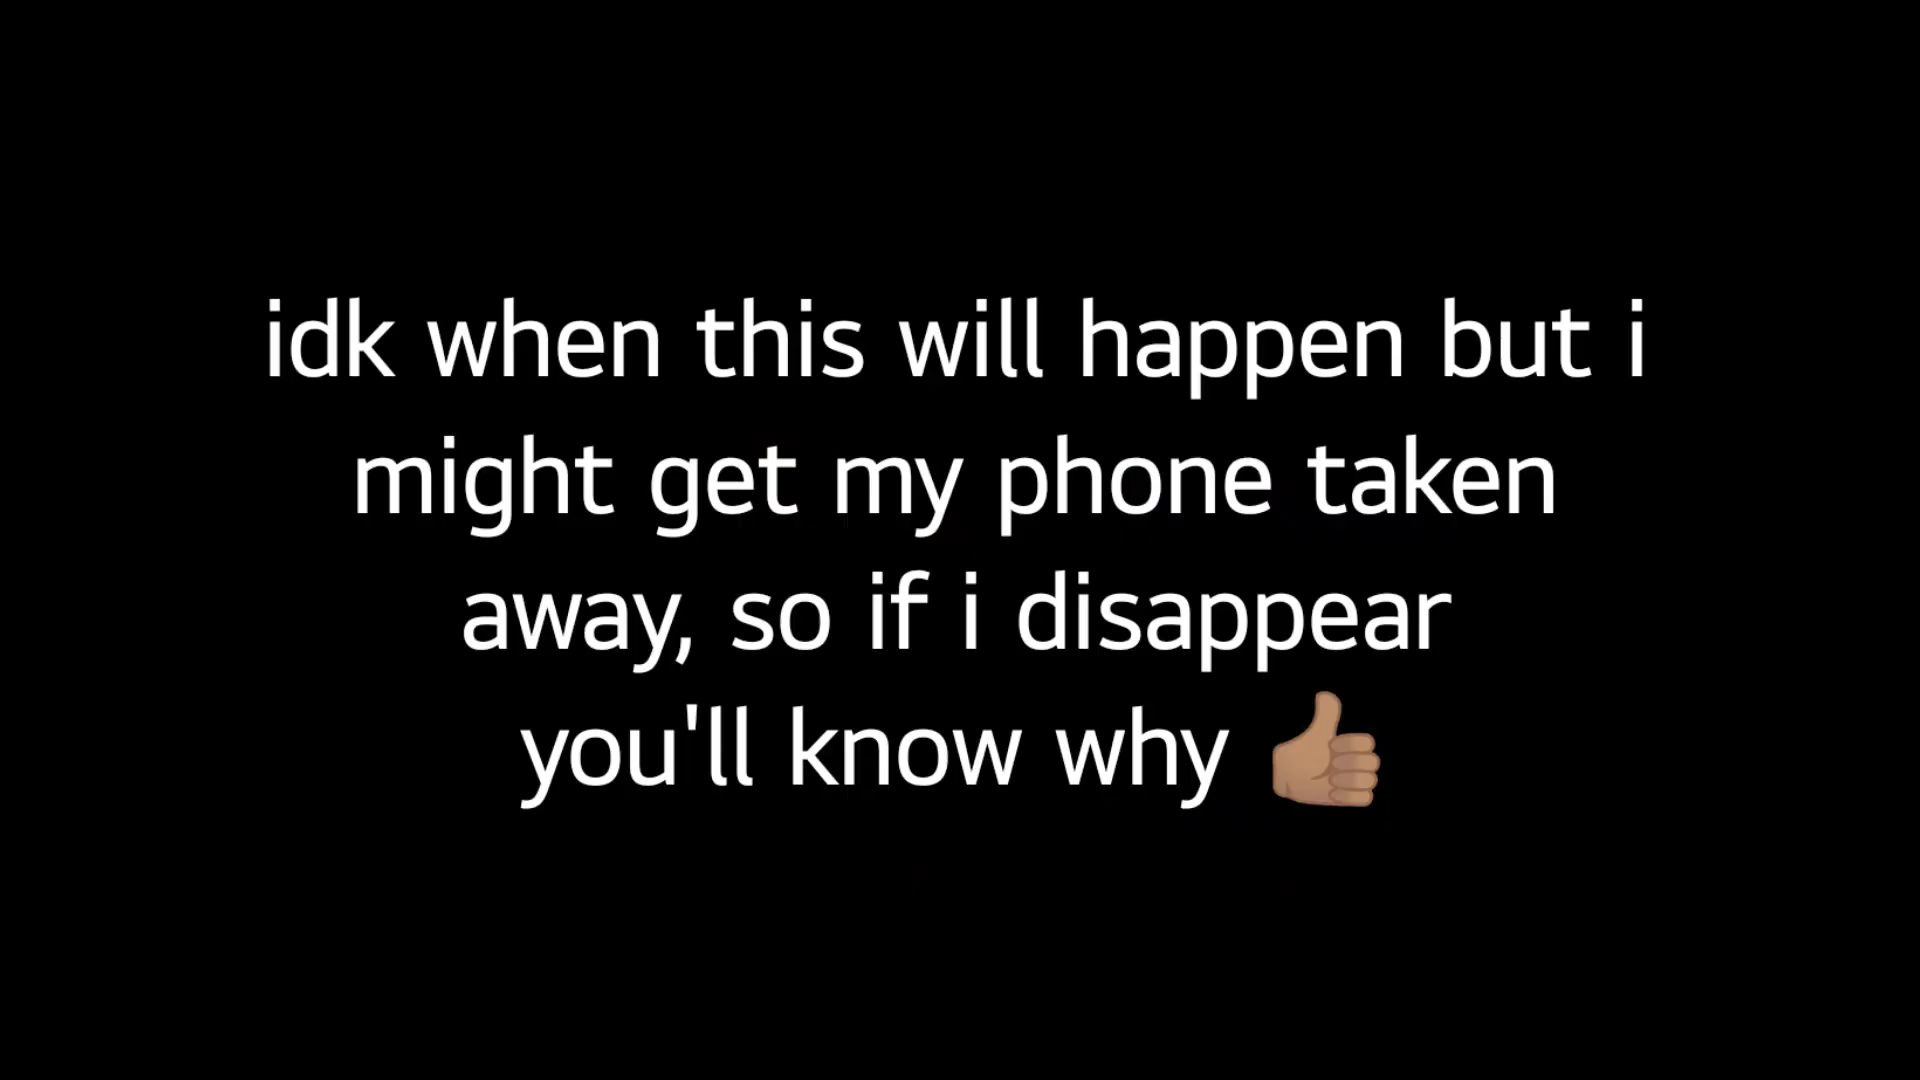 idk when this will happen but i
might get my phone taken
away, so if i disappear
you'll know why 👍🏽